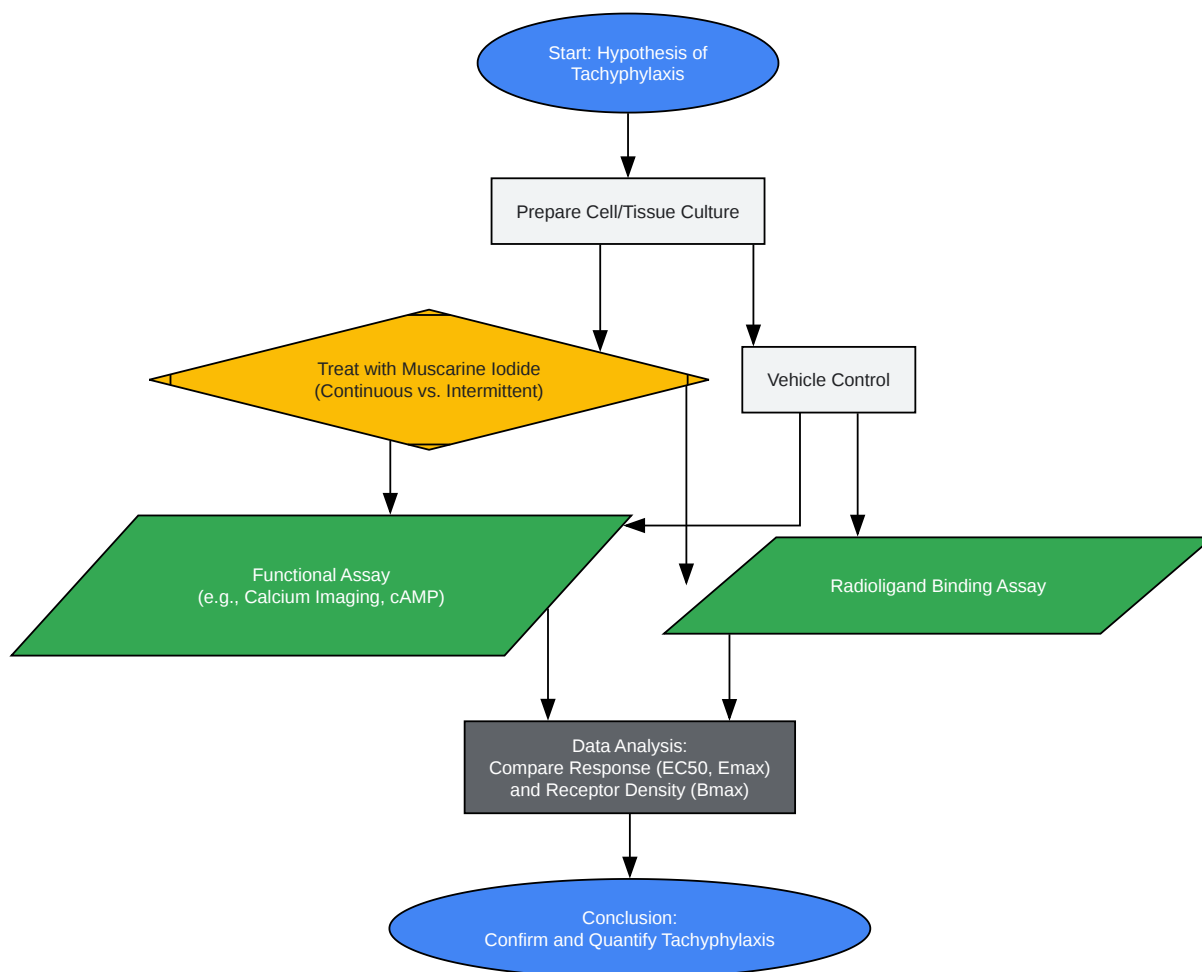 Start: Hypothesis of
Tachyphylaxis
Prepare Cell/Tissue Culture
Treat with Muscarine Iodide
(Continuous vs. Intermittent)
Vehicle Control
Functional Assay
(e.g., Calcium Imaging, cAMP)
Radioligand Binding Assay
Data Analysis:
Compare Response (EC50, Emax)
and Receptor Density (Bmax)
Conclusion:
Confirm and Quantify Tachyphylaxis